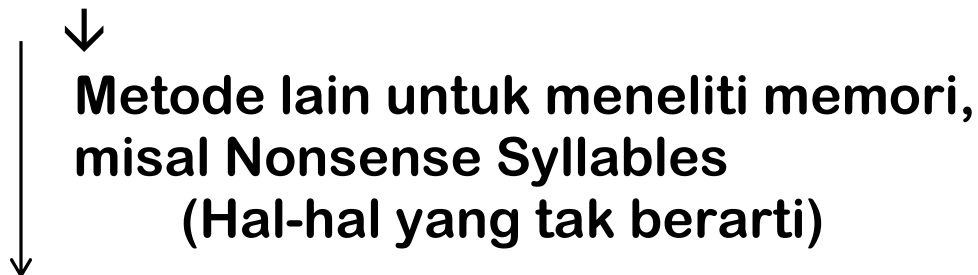 Metode lain untuk meneliti memori,
misal Nonsense Syllables
(Hal-hal yang tak berarti)